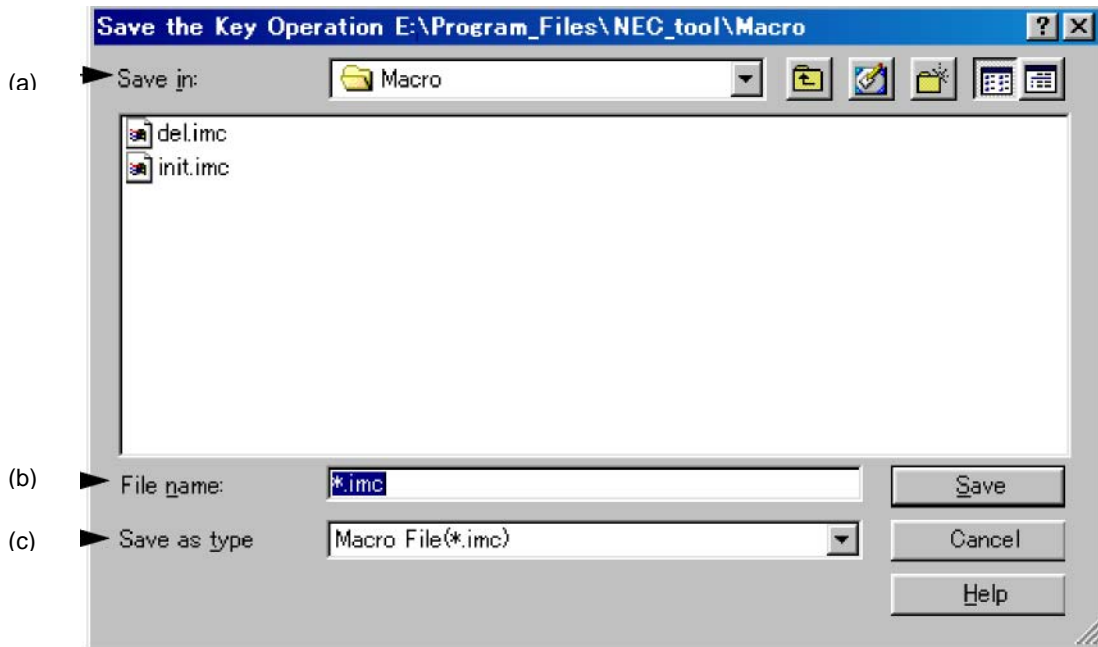 Save the Key Operation E:\Program_Files\NEC_tool\Macro
(a) Save in: Macro
del.imc
init.imc
(b) File name: *.imc Save
(c) Save as type Macro File(*.imc) Cancel
Help